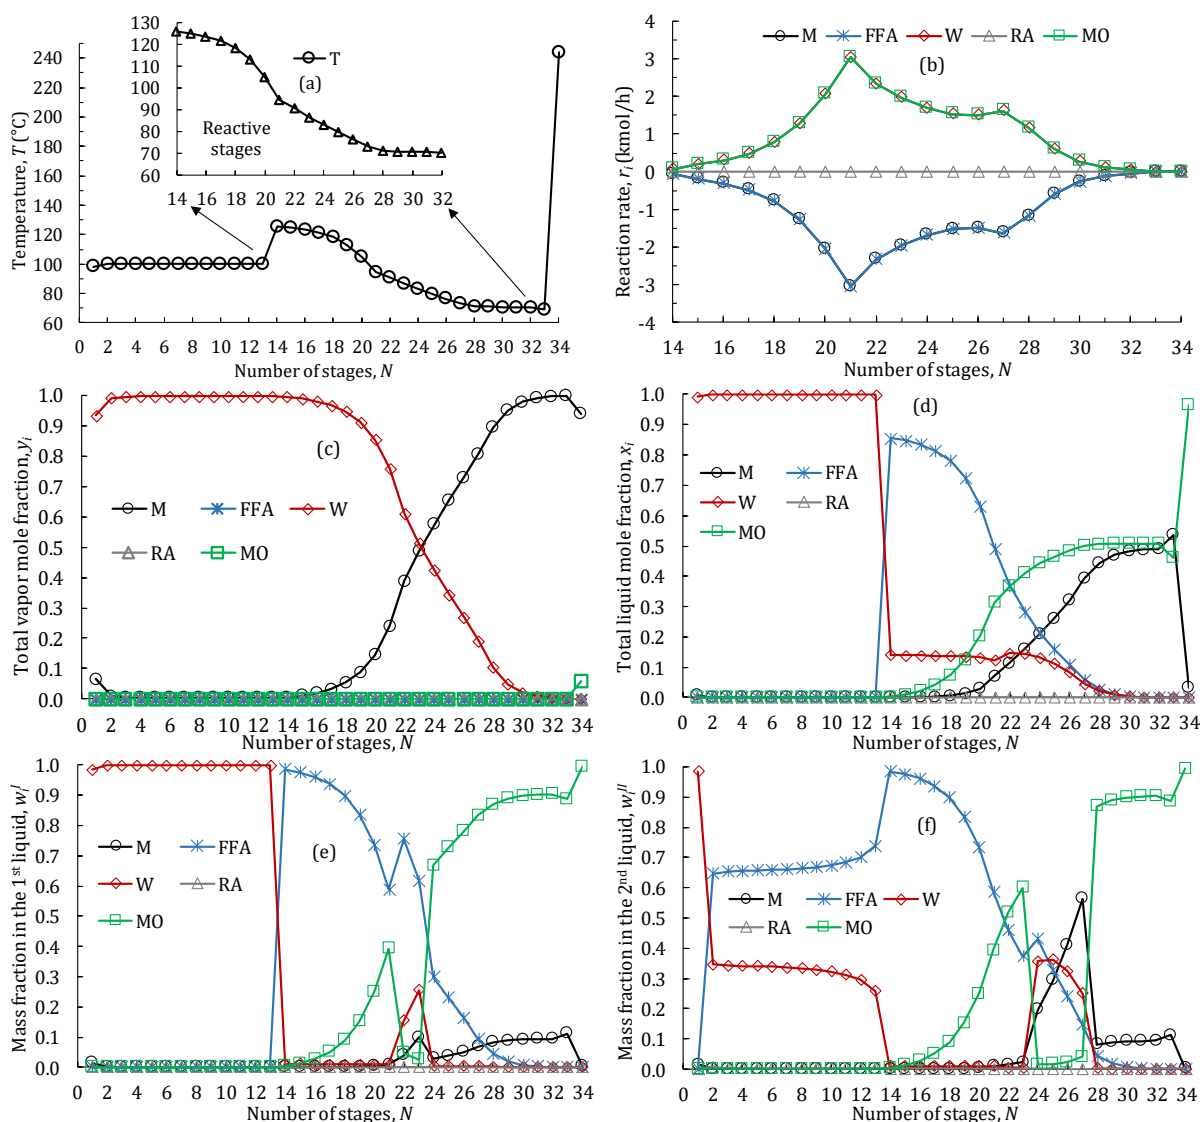 Temperature, T (°C)
240
220
200
180
160
140
120
100
80
60
0 2 4 6 8 10 12 14 16 18 20 22 24 26 28 30 32 34
Number of stages, N
130
120
110
100
90
80
70
60
14 16 18 20 22 24 26 28 30 32
T
(a)
Reactive
stages
Reaction rate, ri (kmol/h)
4
3
2
1
0
-1
-2
-3
-4
M FFA W RA MO
(b)
14 16 18 20 22 24 26 28 30 32 34
Number of stages, N
Total vapor mole fraction, yi
1.0
0.9
0.8
0.7
0.6
0.5
0.4
0.3
0.2
0.1
0.0
(c)
M FFA W
RA MO
0 2 4 6 8 10 12 14 16 18 20 22 24 26 28 30 32 34
Number of stages, N
Total liquid mole fraction, xi
1.0
0.9
0.8
0.7
0.6
0.5
0.4
0.3
0.2
0.1
0.0
(d)
M FFA
W RA
MO
0 2 4 6 8 10 12 14 16 18 20 22 24 26 28 30 32 34
Number of stages, N
Mass fraction in the 1st liquid, wiI
1.0
0.9
0.8
0.7
0.6
0.5
0.4
0.3
0.2
0.1
0.0
(e)
M FFA
W RA
MO
0 2 4 6 8 10 12 14 16 18 20 22 24 26 28 30 32 34
Number of stages, N
Mass fraction in the 2nd liquid, wiII
1.0
0.9
0.8
0.7
0.6
0.5
0.4
0.3
0.2
0.1
0.0
(f)
M FFA W
RA MO
0 2 4 6 8 10 12 14 16 18 20 22 24 26 28 30 32 34
Number of stages, N